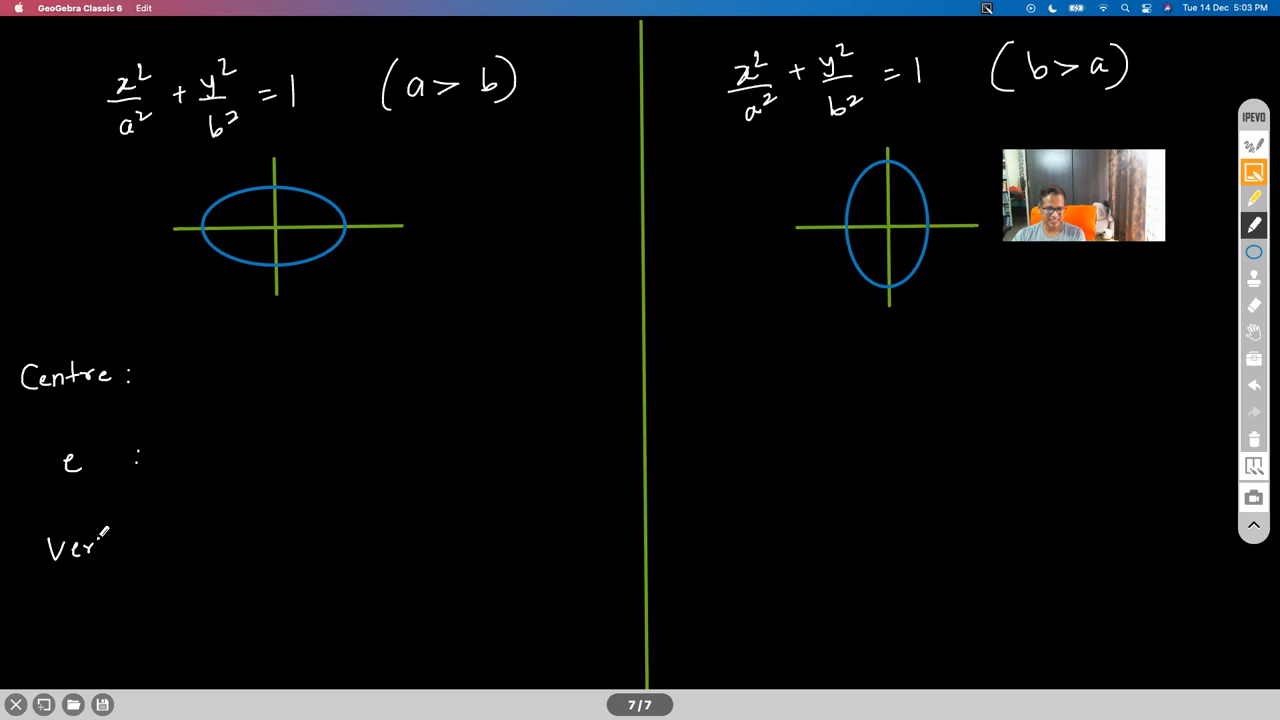 GeoGebra Classic 6 Edit Tue 14 Dec 5:03 PM
x²/a² + y²/b² = 1 (a > b)
x²/a² + y²/b² = 1 (b > a)
IPEVO
Centre :
e :
Ver
7/7